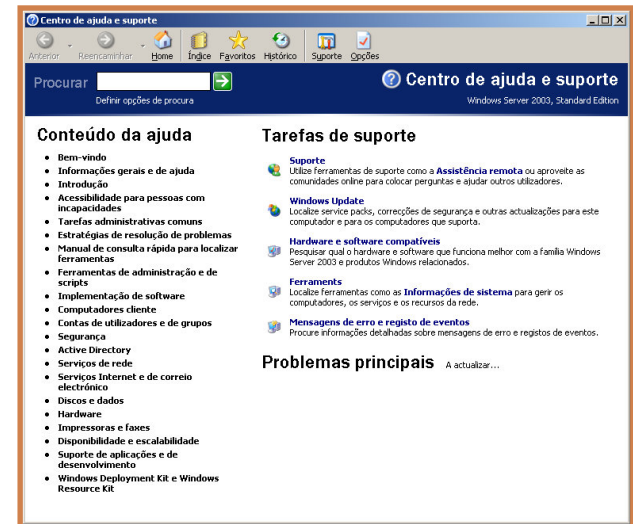 Centro de ajuda e suporte
Anterior Reencaminhar Home Índice Favoritos Histórico Suporte Opções
Procurar
Definir opções de procura
Centro de ajuda e suporte
Windows Server 2003, Standard Edition
Conteúdo da ajuda
Bem-vindo
Informações gerais e de ajuda
Introdução
Acessibilidade para pessoas com
incapacidades
Tarefas administrativas comuns
Estratégias de resolução de problemas
Manual de consulta rápida para localizar
ferramentas
Ferramentas de administração e de
scripts
Implementação de software
Computadores cliente
Contas de utilizadores e de grupos
Segurança
Active Directory
Serviços de rede
Serviços Internet e de correio
electrónico
Discos e dados
Hardware
Impressoras e faxes
Disponibilidade e escalabilidade
Suporte de aplicações e de
desenvolvimento
Windows Deployment Kit e Windows
Resource Kit
Tarefas de suporte
Suporte
Utilize ferramentas de suporte como a Assistência remota ou aproveite as
comunidades online para colocar perguntas e ajudar outros utilizadores.
Windows Update
Localize service packs, correcções de segurança e outras actualizações para este
computador e para os computadores que suporta.
Hardware e software compatíveis
Pesquisar qual o hardware e software que funciona melhor com a família Windows
Server 2003 e produtos Windows relacionados.
Ferraments
Localize ferramentas como as Informações de sistema para gerir os
computadores, os serviços e os recursos da rede.
Mensagens de erro e registo de eventos
Procure informações detalhadas sobre mensagens de erro e registos de eventos.
Problemas principais A actualizar...